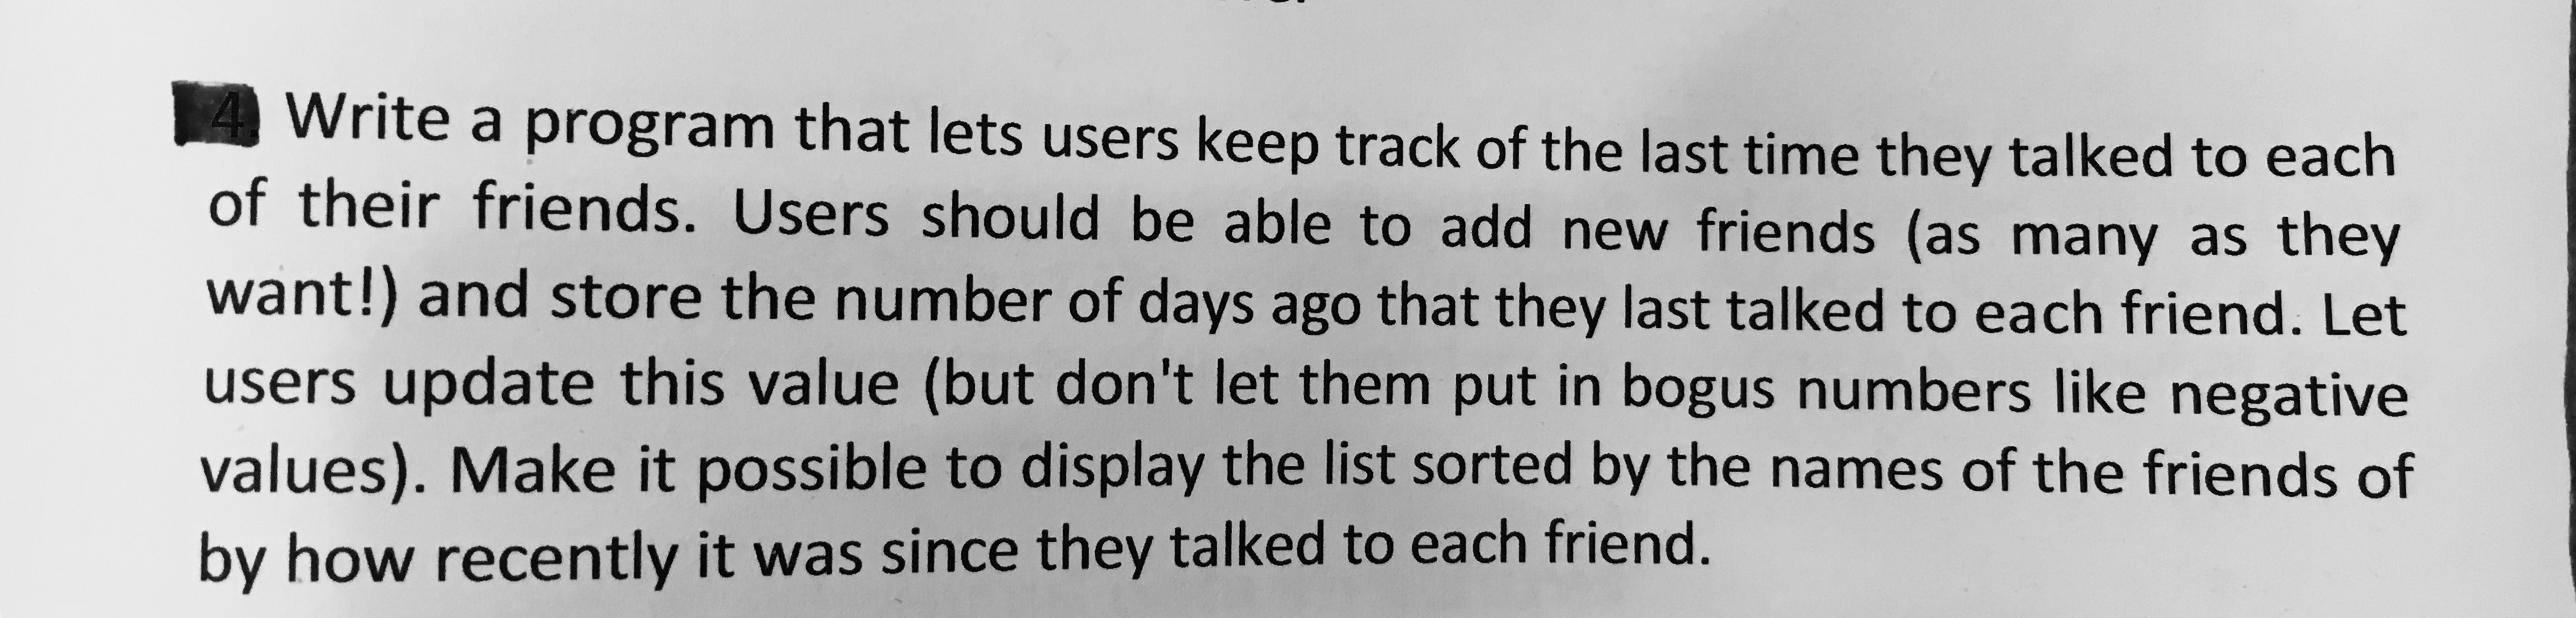 4. Write a program that lets users keep track of the last time they talked to each
of their friends. Users should be able to add new friends (as many as they
want!) and store the number of days ago that they last talked to each friend. Let
users update this value (but don't let them put in bogus numbers like negative
values). Make it possible to display the list sorted by the names of the friends of
by how recently it was since they talked to each friend.